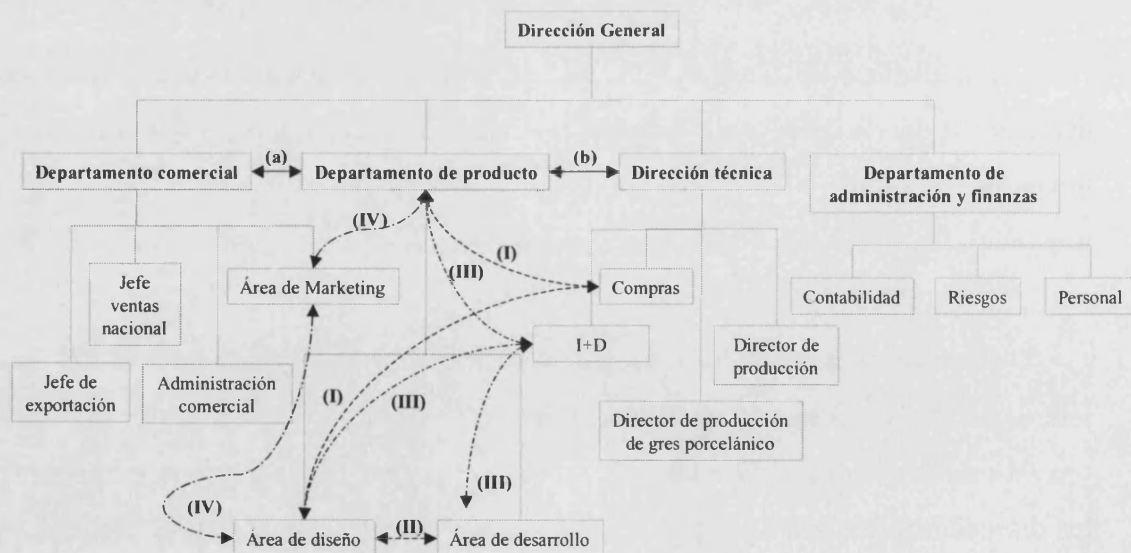 Dirección General
(a)
(b)
Departamento comercial
Departamento de producto
Dirección técnica
Departamento de
administración y finanzas
(IV)
(I)
(III)
Jefe
ventas
nacional
Área de Marketing
Compras
Contabilidad
Riesgos
Personal
I+D
Director de
producción
Jefe de
exportación
Administración
comercial
(I)
(III)
Director de producción
de gres porcelánico
(III)
(IV)
(II)
Área de diseño
Área de desarrollo